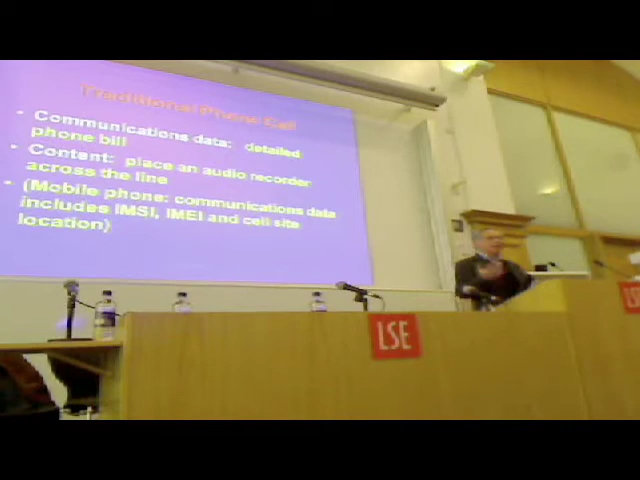 Traditional Phone Call
• Communications data: detailed
phone bill
• Content: place an audio recorder
across the line
• (Mobile phone: communications data
includes IMSI, IMEI and cell site
location)
LSE